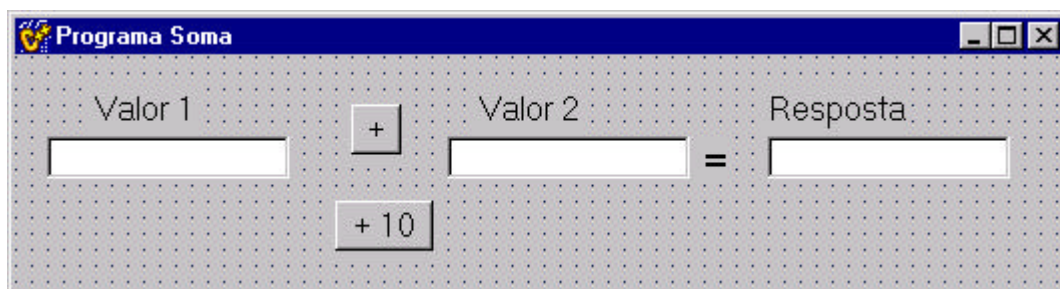 Programa Soma
Valor 1
+
Valor 2
=
Resposta
+ 10